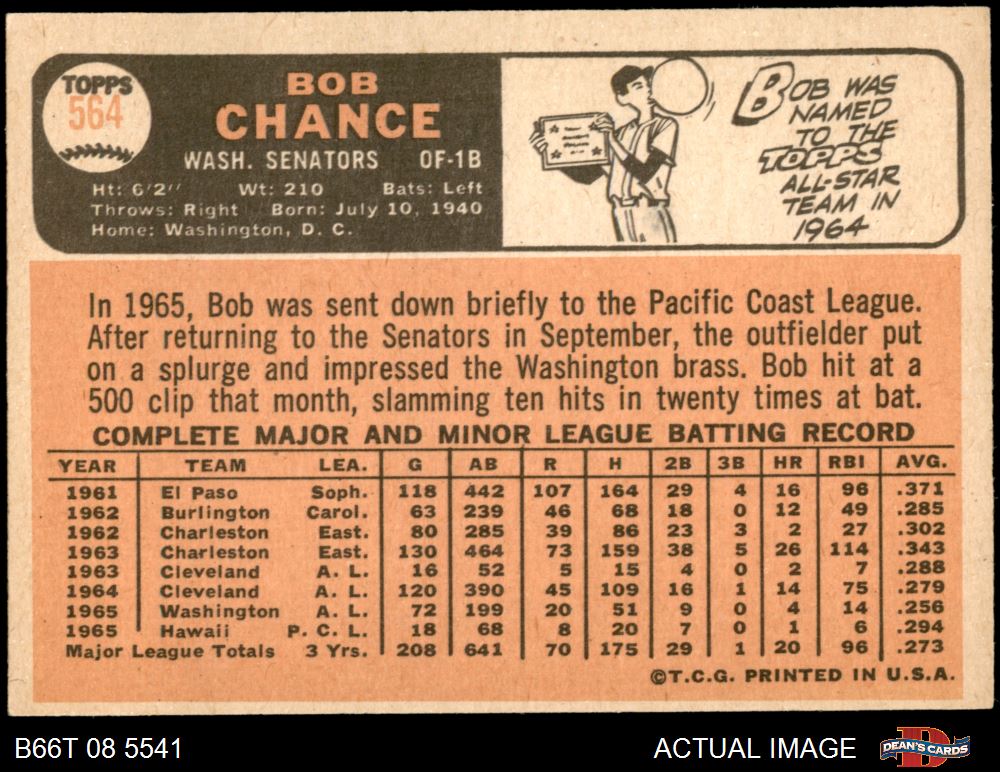 TOPPS
564
BOB
CHANCE
WASH. SENATORS OF-1B
Ht: 6'2" Wt: 210 Bats: Left
Throws: Right Born: July 10, 1940
Home: Washington, D. C.
BOB WAS
NAMED
TO THE
TOPPS
ALL-STAR
TEAM IN
1964
In 1965, Bob was sent down briefly to the Pacific Coast League.
After returning to the Senators in September, the outfielder put
on a splurge and impressed the Washington brass. Bob hit at a
500 clip that month, slamming ten hits in twenty times at bat.
COMPLETE MAJOR AND MINOR LEAGUE BATTING RECORD
YEAR TEAM LEA. G AB R H 2B 3B HR RBI AVG.
1961 El Paso Soph. 118 442 107 164 29 4 16 96 .371
1962 Burlington Carol. 63 239 46 68 18 0 12 49 .285
1962 Charleston East. 80 285 39 86 23 3 2 27 .302
1963 Charleston East. 130 464 73 159 38 5 26 114 .343
1963 Cleveland A. L. 16 52 5 15 4 0 2 7 .288
1964 Cleveland A. L. 120 390 45 109 16 1 14 75 .279
1965 Washington A. L. 72 199 20 51 9 0 4 14 .256
1965 Hawaii P. C. L. 18 68 8 20 7 0 1 6 .294
Major League Totals 3 Yrs. 208 641 70 175 29 1 20 96 .273
©T.C.G. PRINTED IN U.S.A.
B66T 08 5541 ACTUAL IMAGE DEAN'S CARDS